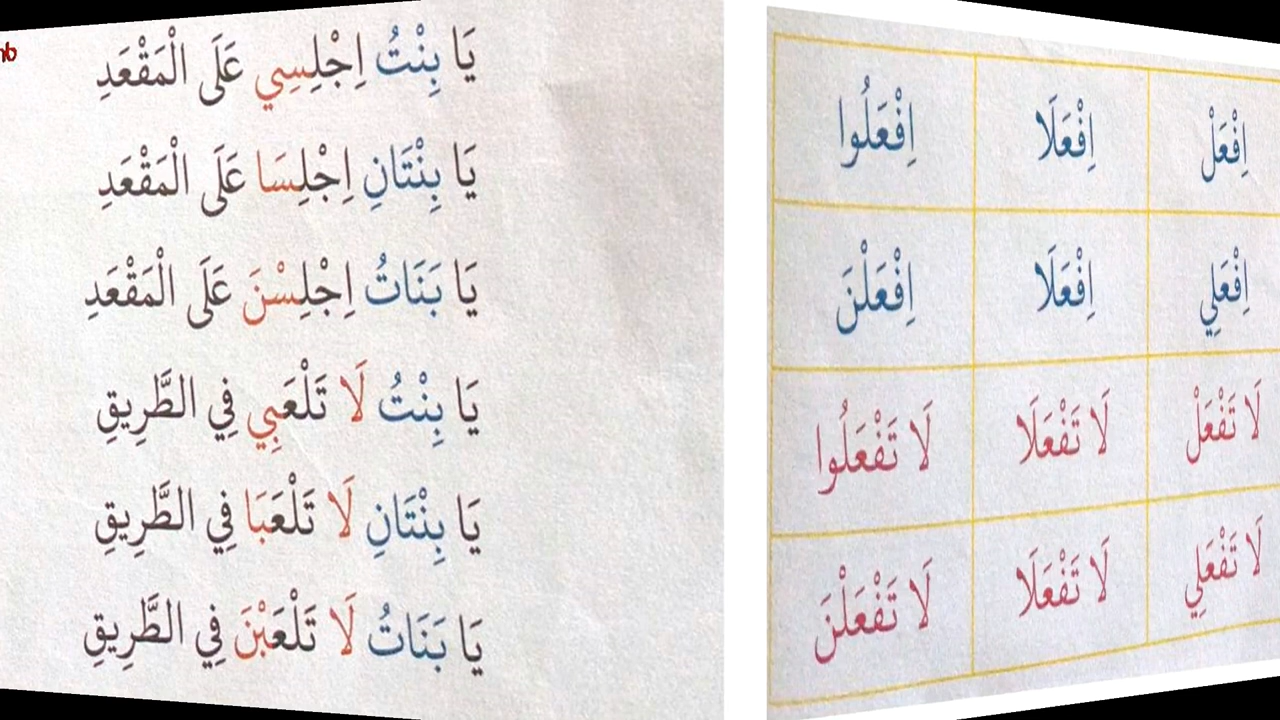 يَا بِنْتُ اِجْلِسِي عَلَى الْمَقْعَدِ
يَا بِنْتَانِ اِجْلِسَا عَلَى الْمَقْعَدِ
يَا بَنَاتُ اِجْلِسْنَ عَلَى الْمَقْعَدِ
يَا بِنْتُ لَا تَلْعَبِي فِي الطَّرِيقِ
يَا بِنْتَانِ لَا تَلْعَبَا فِي الطَّرِيقِ
يَا بَنَاتُ لَا تَلْعَبْنَ فِي الطَّرِيقِ
اِفْعَلْ اِفْعَلَا اِفْعَلُوا
اِفْعَلِي اِفْعَلَا اِفْعَلْنَ
لَا تَفْعَلْ لَا تَفْعَلَا لَا تَفْعَلُوا
لَا تَفْعَلِي لَا تَفْعَلَا لَا تَفْعَلْنَ